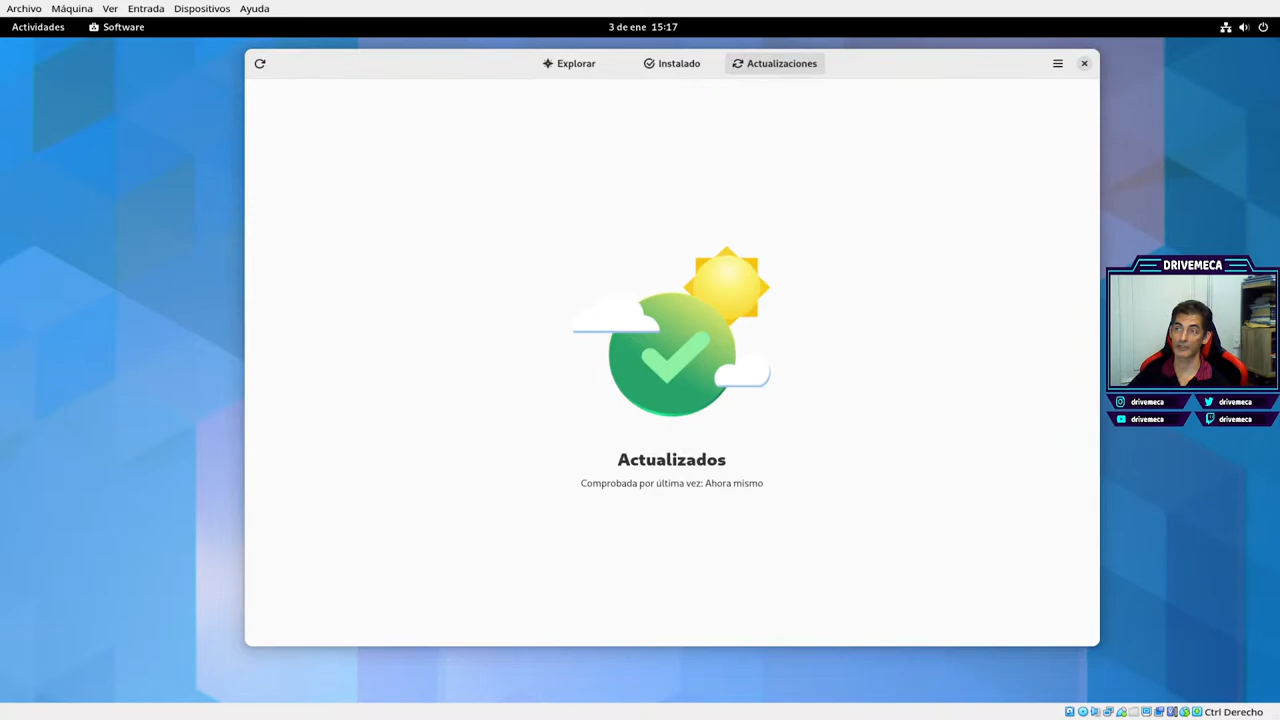 Archivo Máquina Ver Entrada Dispositivos Ayuda
Actividades Software 3 de ene 15:17
Explorar Instalado Actualizaciones
DRIVEMECA
drivemeca drivemeca
drivemeca drivemeca
Actualizados
Comprobada por última vez: Ahora mismo
Ctrl Derecho